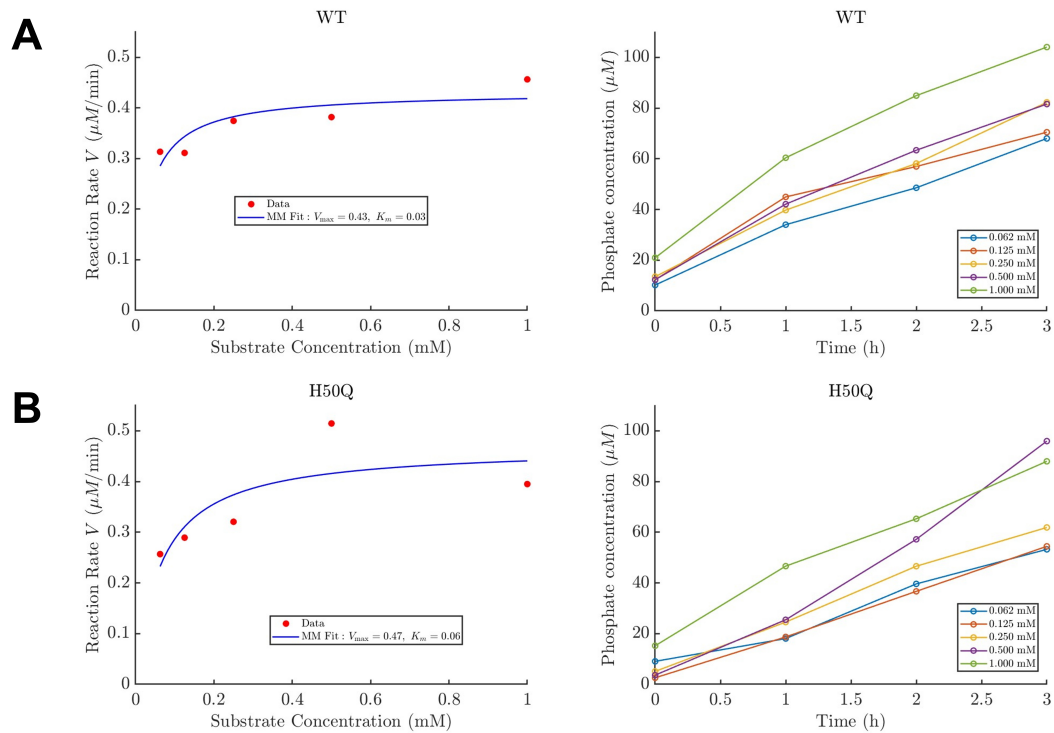 A
WT
Reaction Rate V (μM/min)
0.5
0.4
0.3
0.2
0.1
0
Data
MM Fit : Vmax = 0.43, Km = 0.03
0 0.2 0.4 0.6 0.8 1
Substrate Concentration (mM)
WT
Phosphate concentration (μM)
100
80
60
40
20
0
0.062 mM
0.125 mM
0.250 mM
0.500 mM
1.000 mM
0 0.5 1 1.5 2 2.5 3
Time (h)
B
H50Q
Reaction Rate V (μM/min)
0.5
0.4
0.3
0.2
0.1
0
Data
MM Fit : Vmax = 0.47, Km = 0.06
0 0.2 0.4 0.6 0.8 1
Substrate Concentration (mM)
H50Q
Phosphate concentration (μM)
100
80
60
40
20
0
0.062 mM
0.125 mM
0.250 mM
0.500 mM
1.000 mM
0 0.5 1 1.5 2 2.5 3
Time (h)